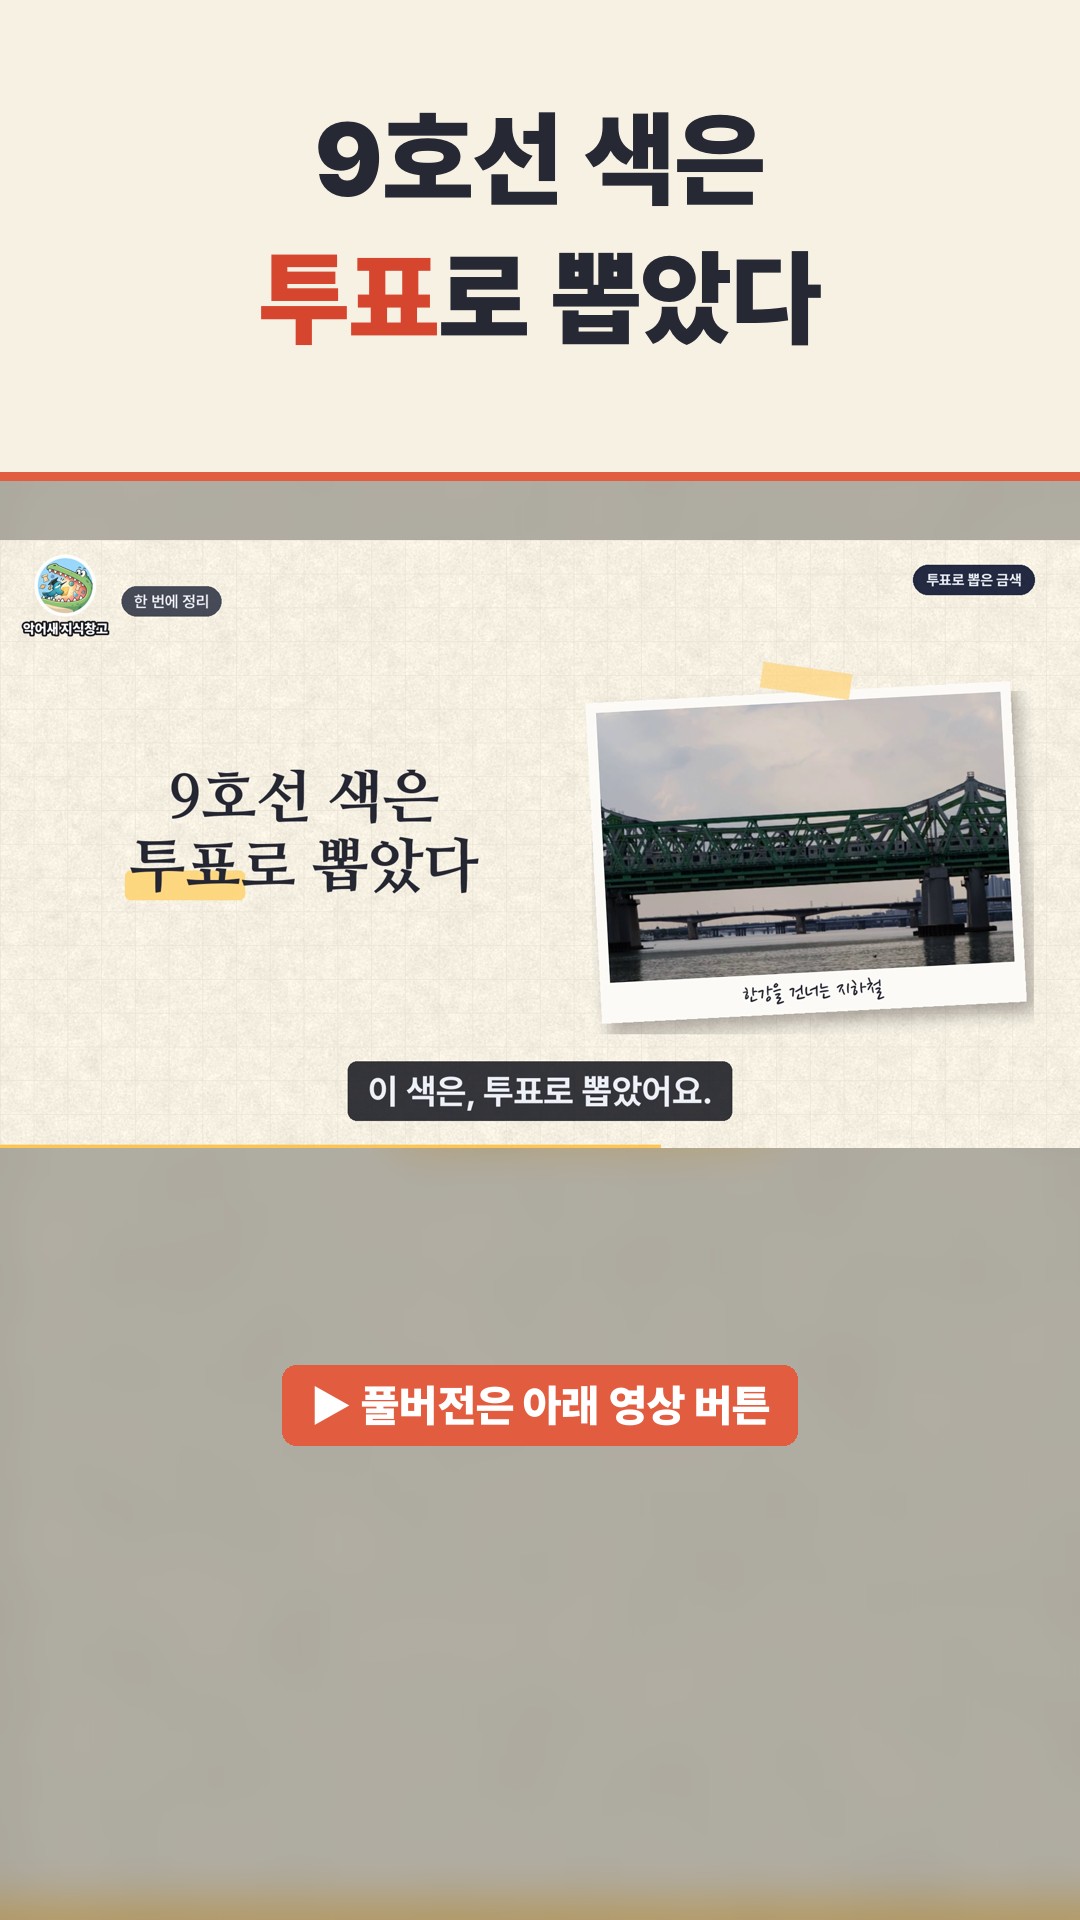 9호선 색은
투표로 뽑았다
악어새 지식창고
한 번에 정리
투표로 뽑은 금색
9호선 색은
투표로 뽑았다
한강을 건너는 지하철
이 색은, 투표로 뽑았어요.
▶ 풀버전은 아래 영상 버튼